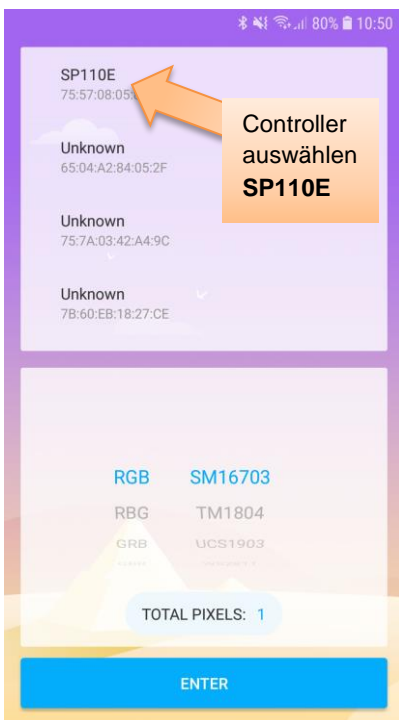 80% 10:50
SP110E
75:57:08:05:
Controller
auswählen
SP110E
Unknown
65:04:A2:84:05:2F
Unknown
75:7A:03:42:A4:9C
Unknown
7B:60:EB:18:27:CE
RGB SM16703
RBG TM1804
GRB UCS1903
TOTAL PIXELS: 1
ENTER